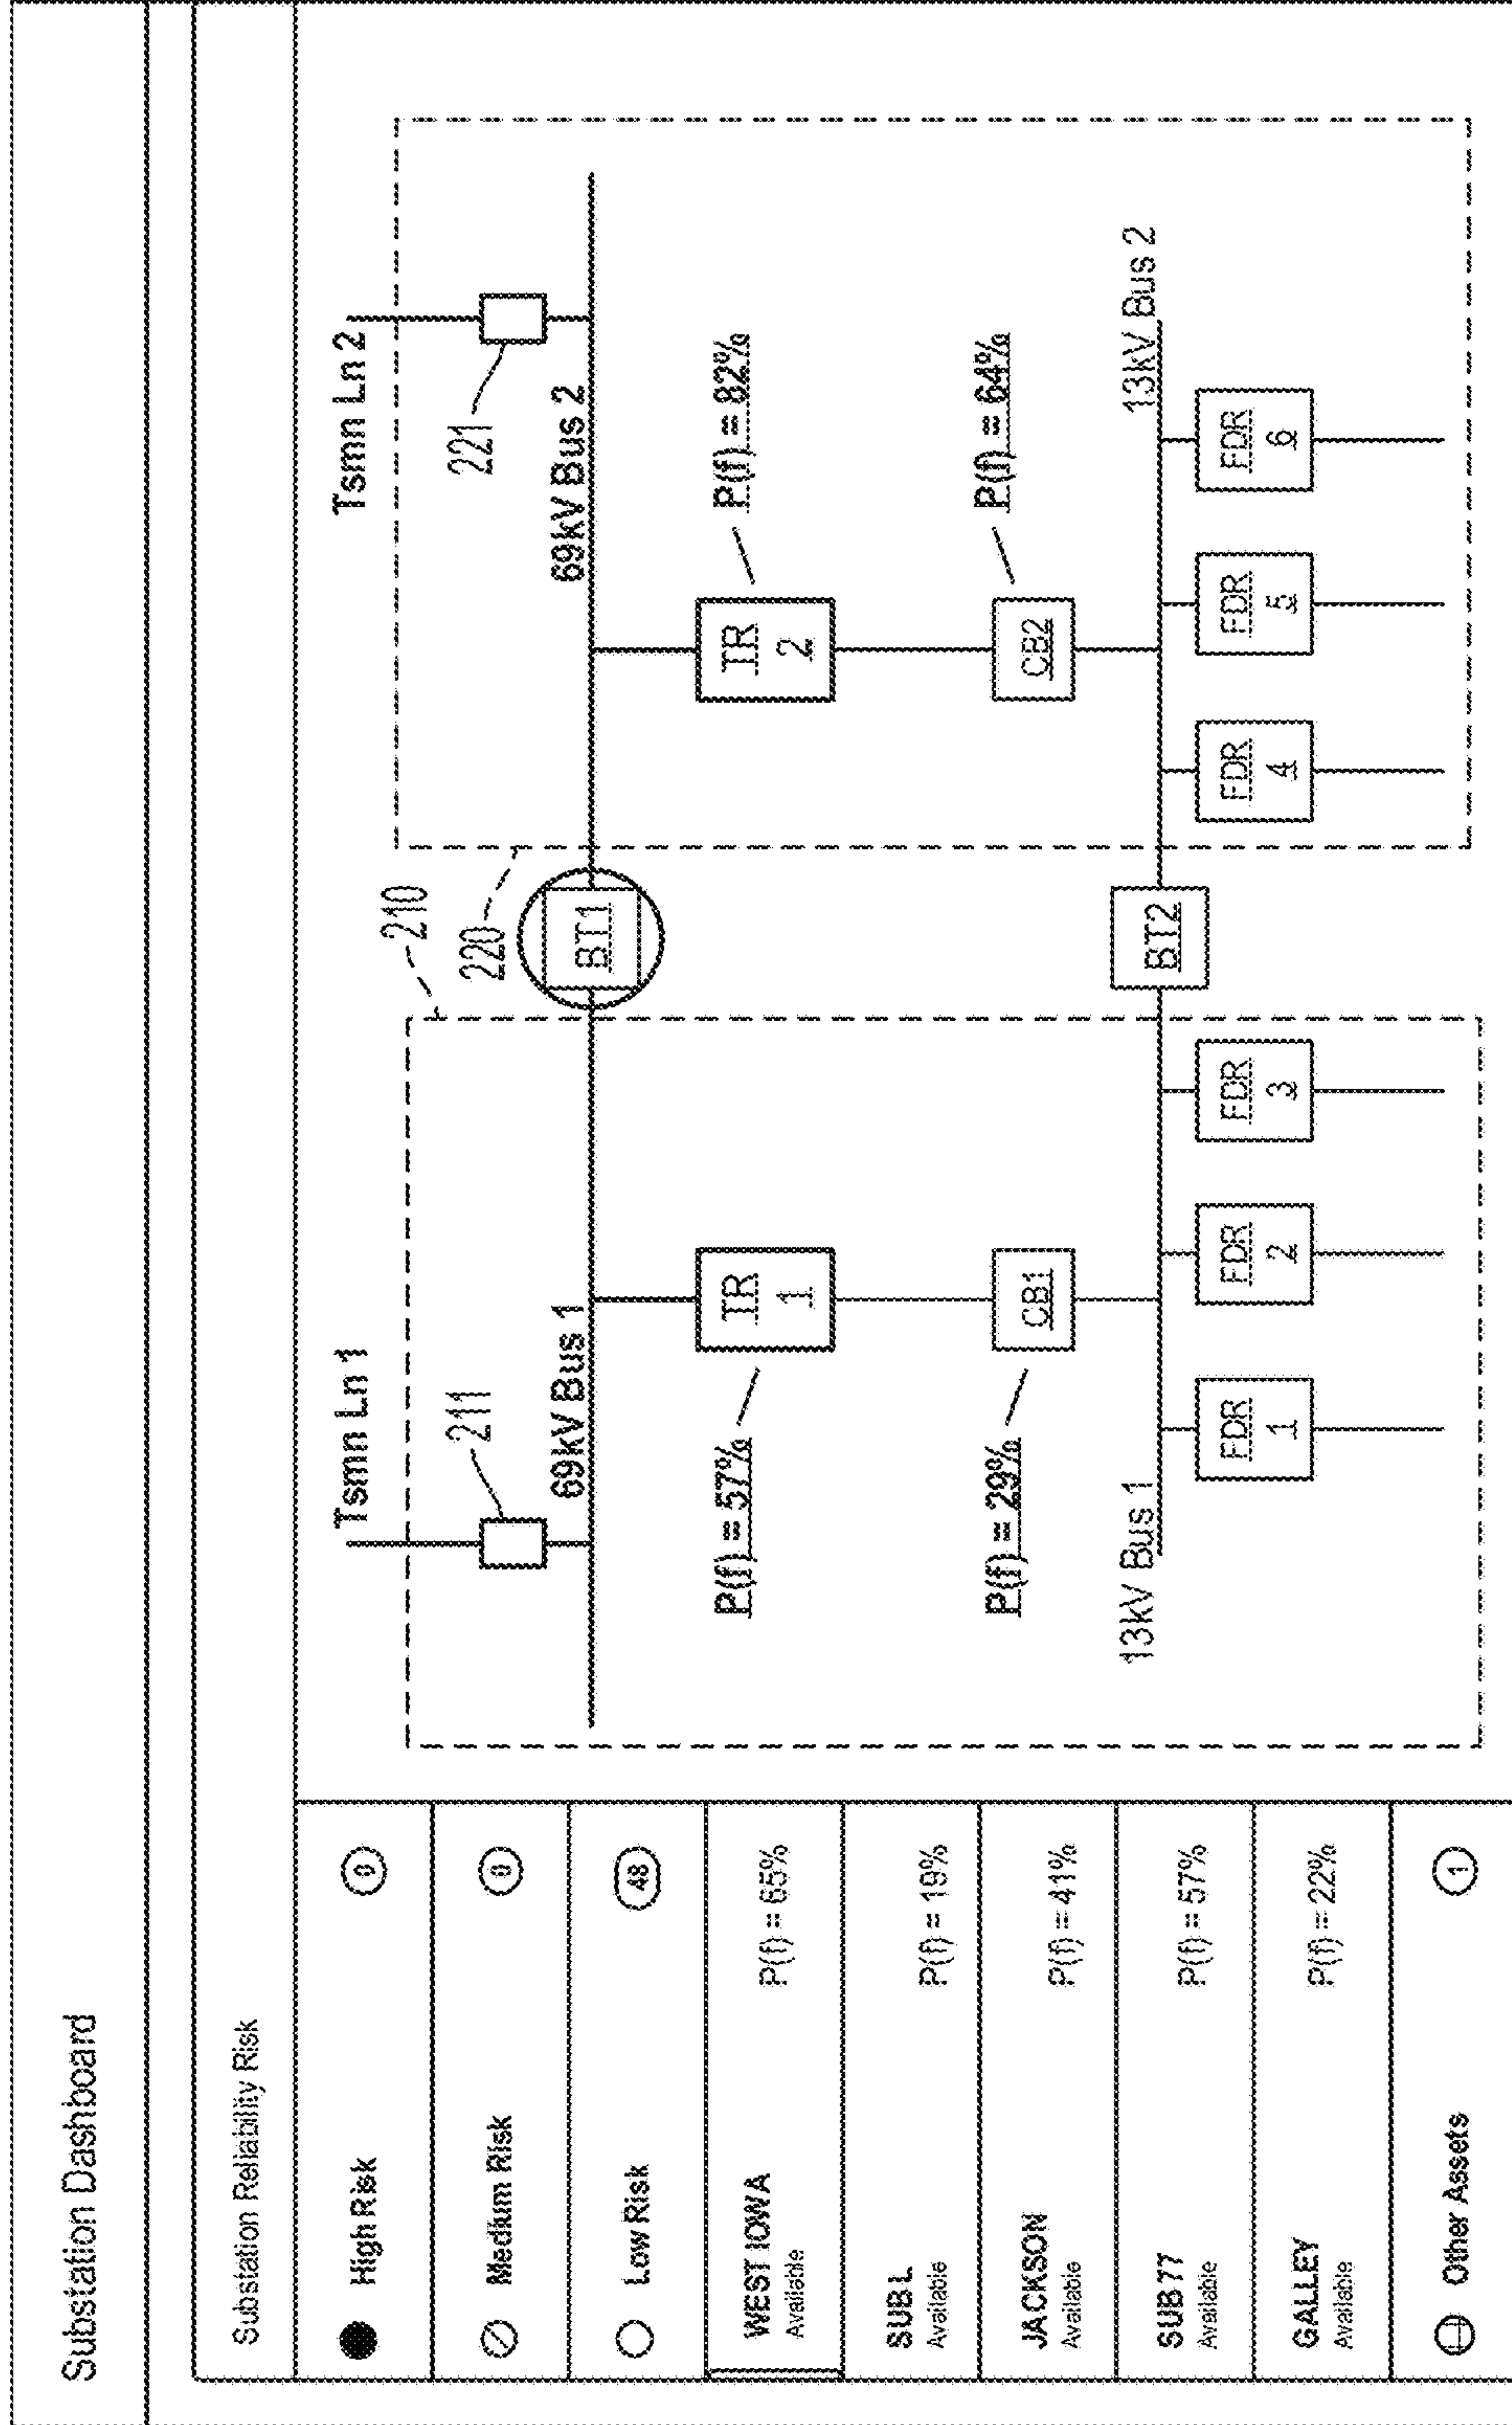 Substation Dashboard
Substation Reliability Risk
High Risk
0
Medium Risk
0
Low Risk
48
WEST IOWA
Available
P(f) = 65%
SUB L
Available
P(f) = 19%
JACKSON
Available
P(f) = 41%
SUB 77
Available
P(f) = 57%
GALLEY
Available
P(f) = 22%
Other Assets
1
Tsmn Ln 1
211
69kV Bus 1
TR
1
P(f) = 57%
CB1
P(f) = 29%
13kV Bus 1
FDR
1
FDR
2
FDR
3
210
220
BT1
BT2
Tsmn Ln 2
221
69kV Bus 2
TR
2
P(f) = 82%
CB2
P(f) = 64%
13kV Bus 2
FDR
4
FDR
5
FDR
6